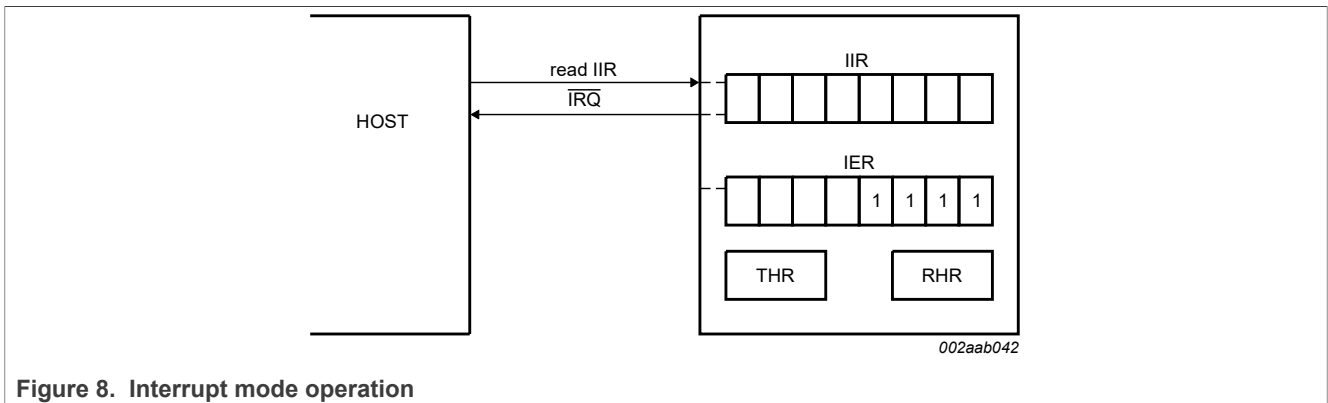 read IIR
IRQ
HOST
IIR
IER
1 1 1 1
THR RHR
002aab042
Figure 8. Interrupt mode operation